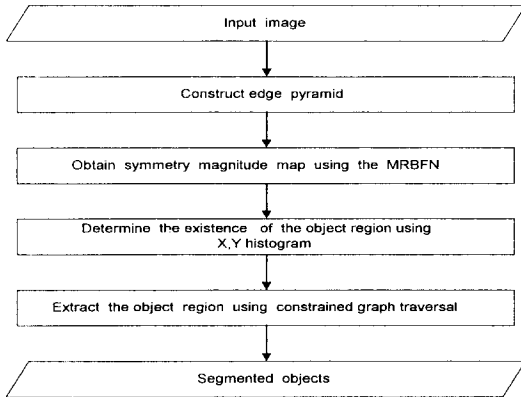 Input image
Construct edge pyramid
Obtain symmetry magnitude map using the MRBFN
Determine the existence of the object region using
X,Y histogram
Extract the object region using constrained graph traversal
Segmented objects